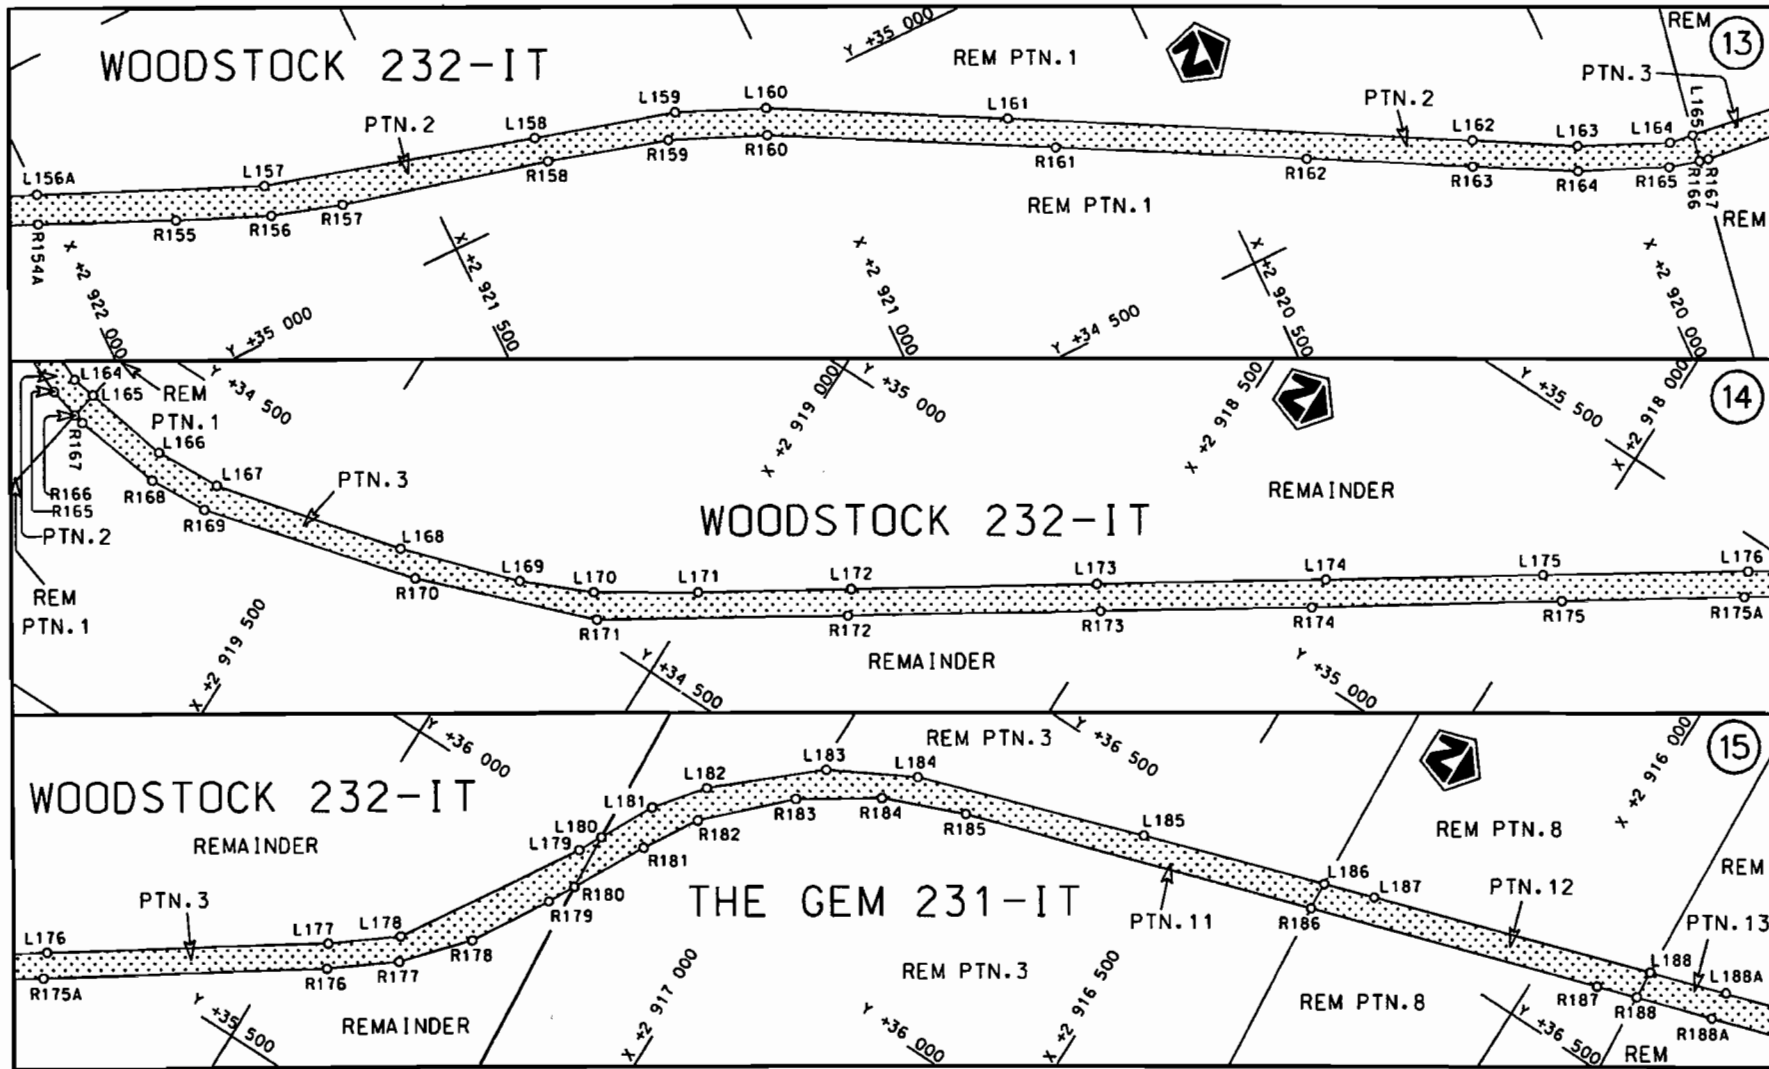 WOODSTOCK 232-IT
Y +35 000
REM PTN.1
REM
13
PTN.3
PTN.2
PTN.2
L156A
L157
L158
L159
L160
L161
L162
L163
L164
L165
R154A
R155
R156
R157
R158
R159
R160
R161
R162
R163
R164
R165
R166
R167
REM PTN.1
REM
X +2 922 000
Y +35 000
X +2 921 500
X +2 921 000
Y +34 500
X +2 920 500
X +2 920 000
14
L164
L165
REM
PTN.1
Y +34 500
X +2 919 000
Y +35 000
X +2 918 500
Y +35 500
X +2 918 000
L166
L167
PTN.3
L168
L169
L170
L171
L172
L173
L174
L175
L176
R167
R166
R165
PTN.2
R168
R169
R170
R171
R172
R173
R174
R175
R175A
WOODSTOCK 232-IT
REMAINDER
REM
PTN.1
X +2 919 500
Y +34 500
REMAINDER
Y +35 000
15
WOODSTOCK 232-IT
Y +36 000
REM PTN.3
Y +36 500
X +2 916 000
REMAINDER
REM PTN.8
REM
PTN.3
L176
L177
L178
L179
L180
L181
L182
L183
L184
L185
L186
L187
L188
L188A
R175A
R176
R177
R178
R179
R180
R181
R182
R183
R184
R185
R186
R187
R188
R188A
THE GEM 231-IT
PTN.11
PTN.12
PTN.13
REM PTN.3
REM PTN.8
REMAINDER
Y +35 500
X +2 917 000
Y +36 000
X +2 916 500
Y +36 500
REM